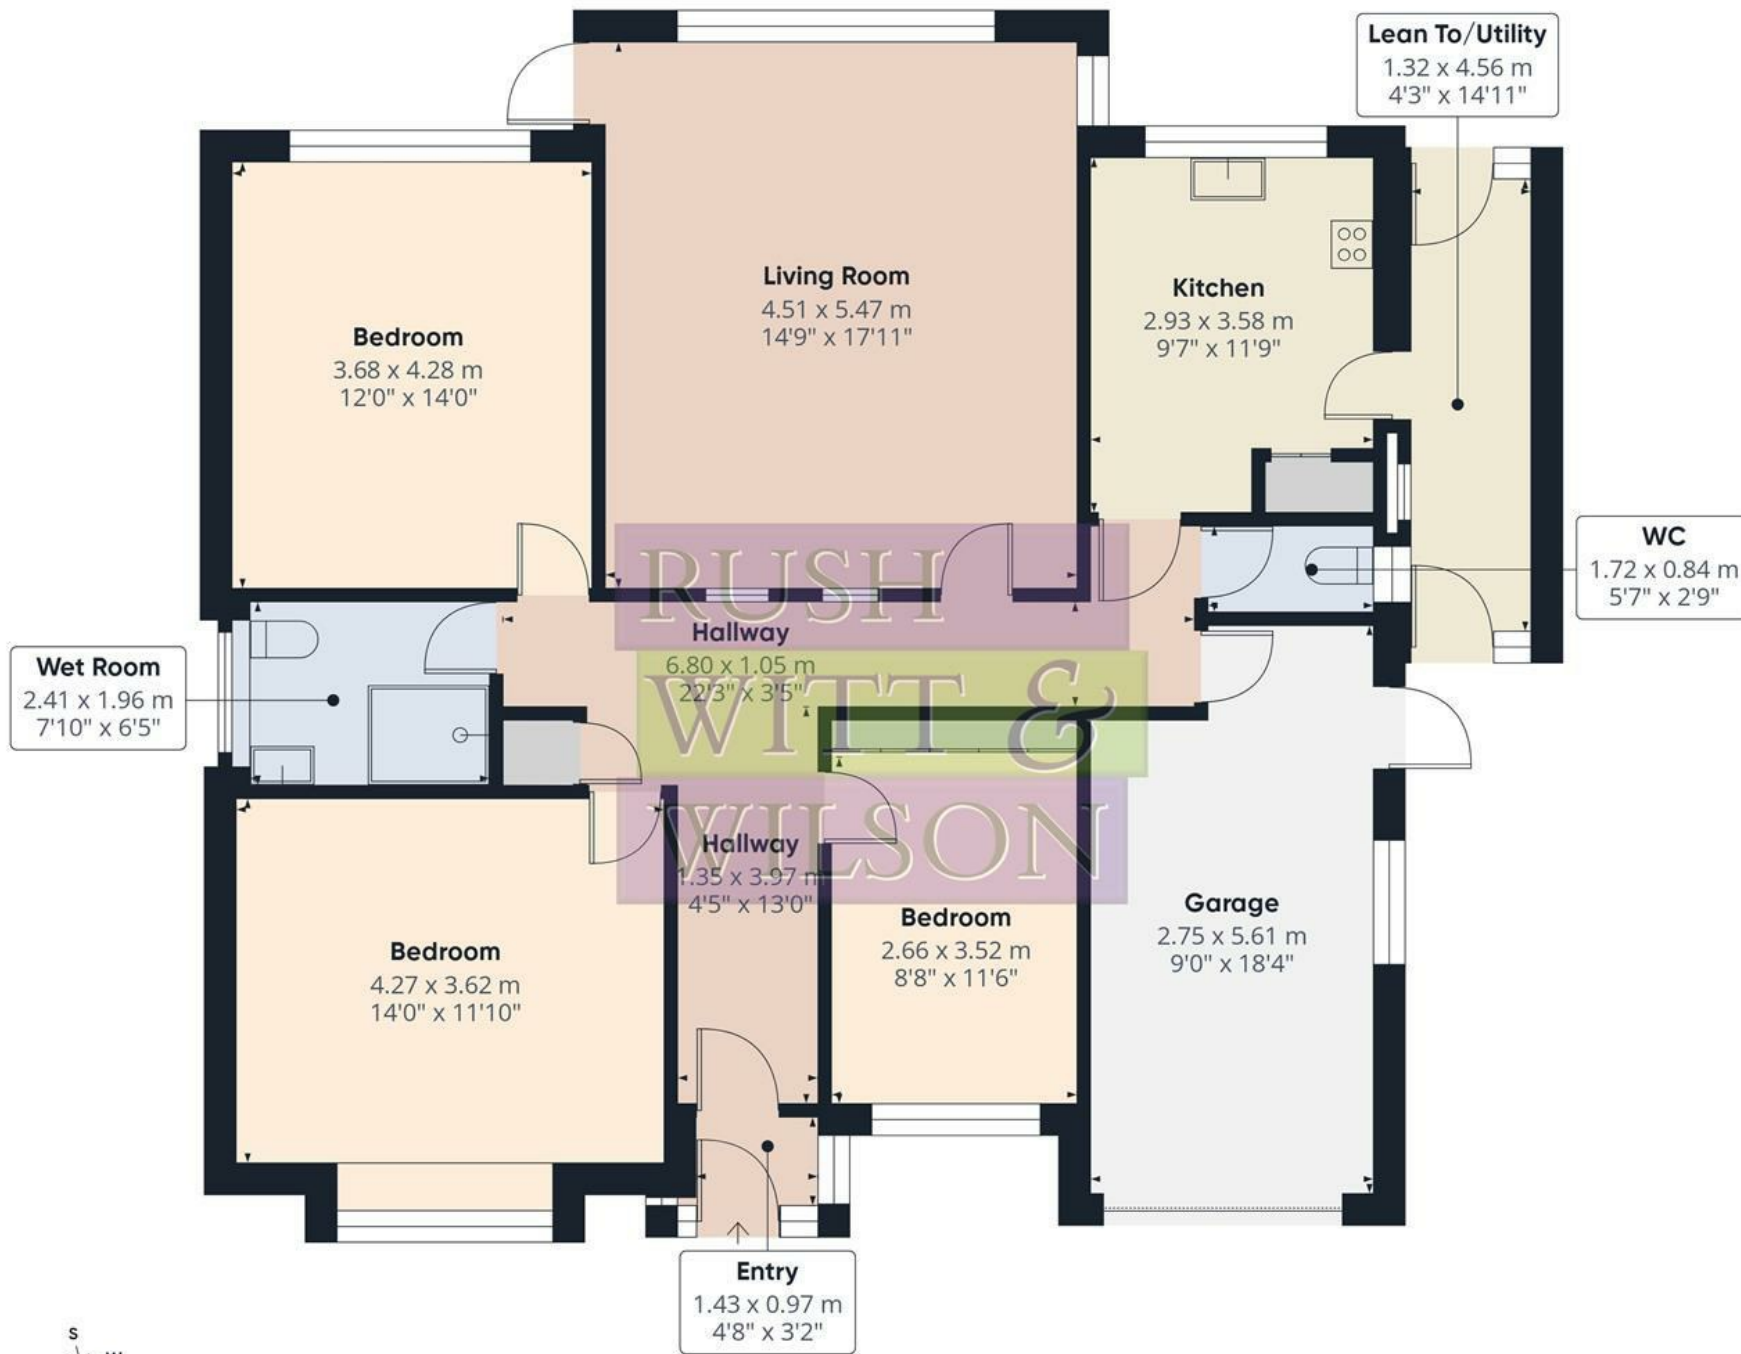 Lean To/Utility
1.32 x 4.56 m
4'3" x 14'11"
Living Room
4.51 x 5.47 m
14'9" x 17'11"
Kitchen
2.93 x 3.58 m
9'7" x 11'9"
Bedroom
3.68 x 4.28 m
12'0" x 14'0"
WC
1.72 x 0.84 m
5'7" x 2'9"
RUSH
WITT &
WILSON
Hallway
6.80 x 1.05 m
22'3" x 3'5"
Wet Room
2.41 x 1.96 m
7'10" x 6'5"
Hallway
1.35 x 3.97 m
4'5" x 13'0"
Bedroom
2.66 x 3.52 m
8'8" x 11'6"
Garage
2.75 x 5.61 m
9'0" x 18'4"
Bedroom
4.27 x 3.62 m
14'0" x 11'10"
Entry
1.43 x 0.97 m
4'8" x 3'2"
S